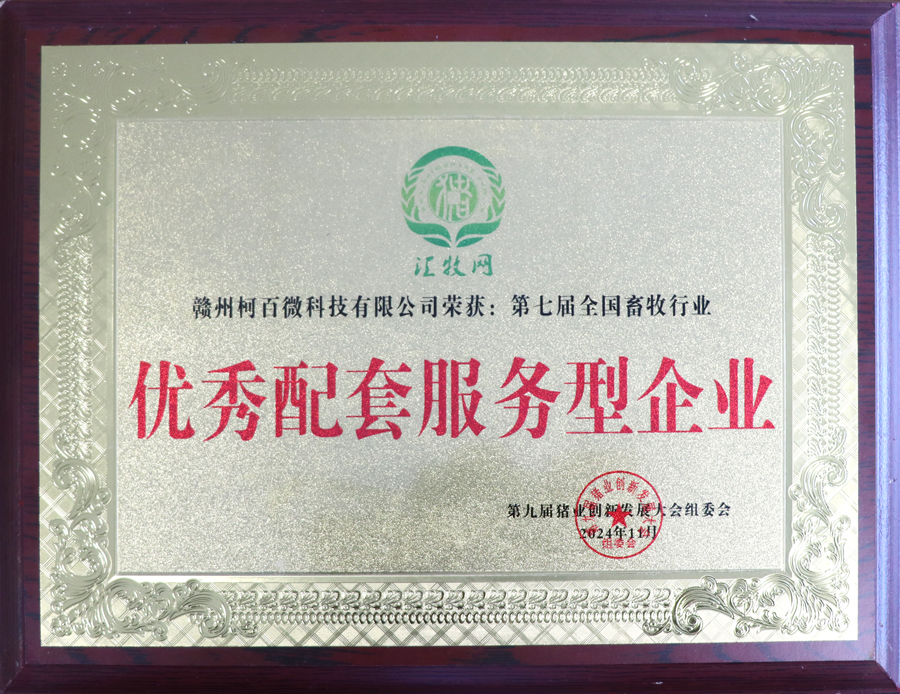 猪
汇牧网
赣州柯百微科技有限公司荣获：第七届全国畜牧行业
优秀配套服务型企业
第九届猪业创新发展大会组委会
2024年11月